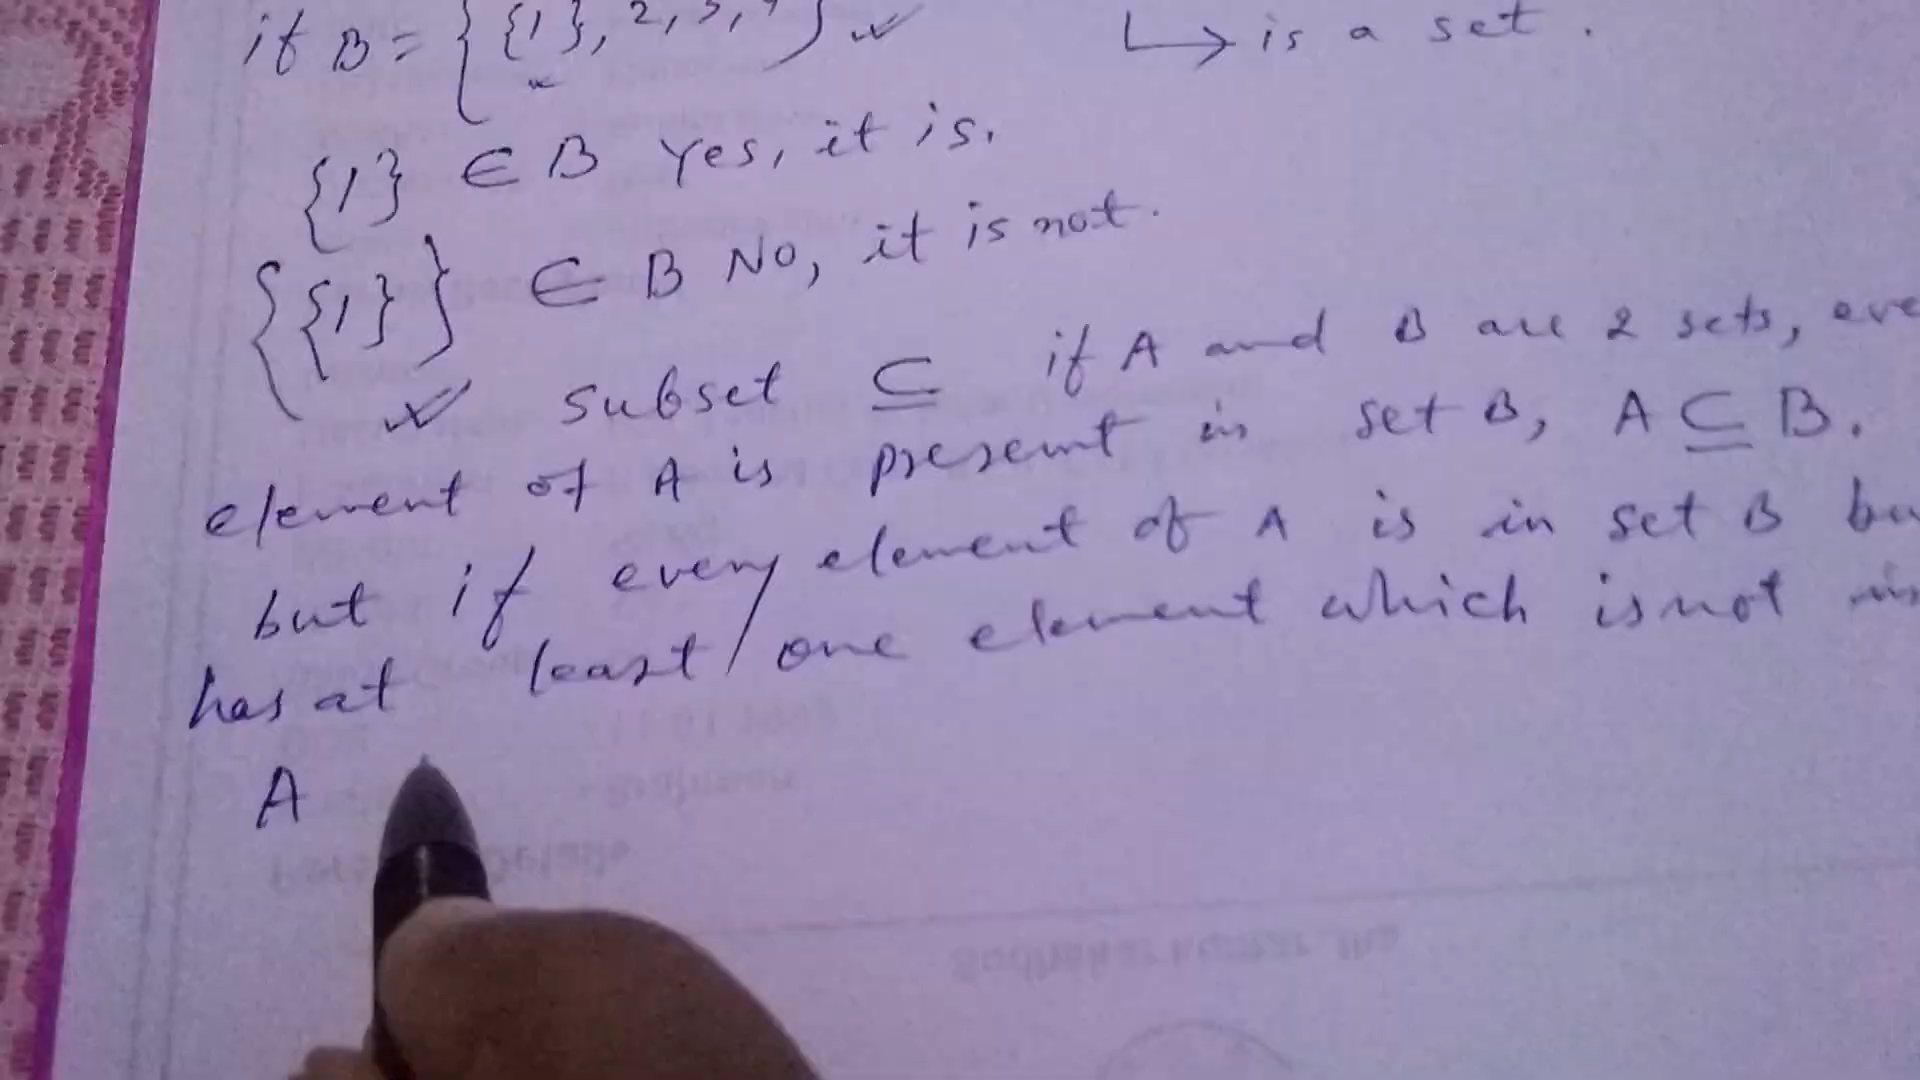 if B = { {1}, 2, 3, 4 }
↳ is a set.
{1} ∈ B Yes, it is.
{{1}} ∈ B No, it is not.
subset ⊆ if A and B are 2 sets, eve
element of A is present in set B, A ⊆ B.
but if every element of A is in set B bu
has at least one element which is not in
A